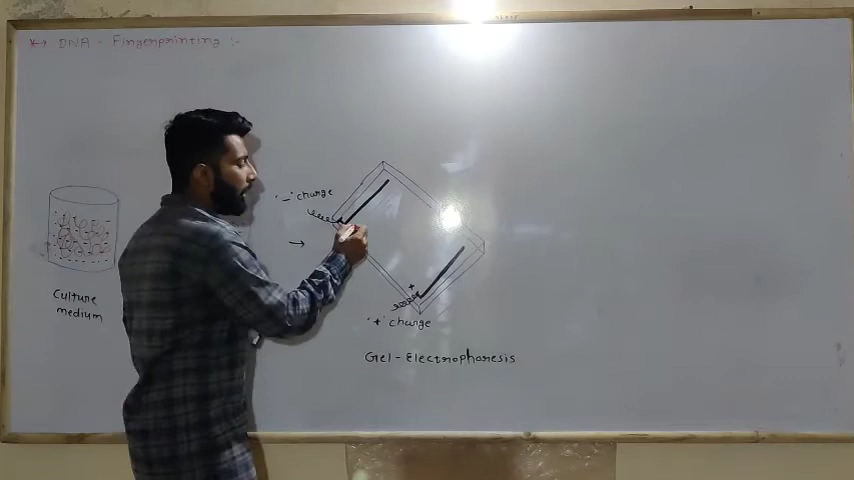 DNA - Fingerprinting :-
'-' charge
→
+
'+' charge
Culture
medium
Gel - Electrophoresis